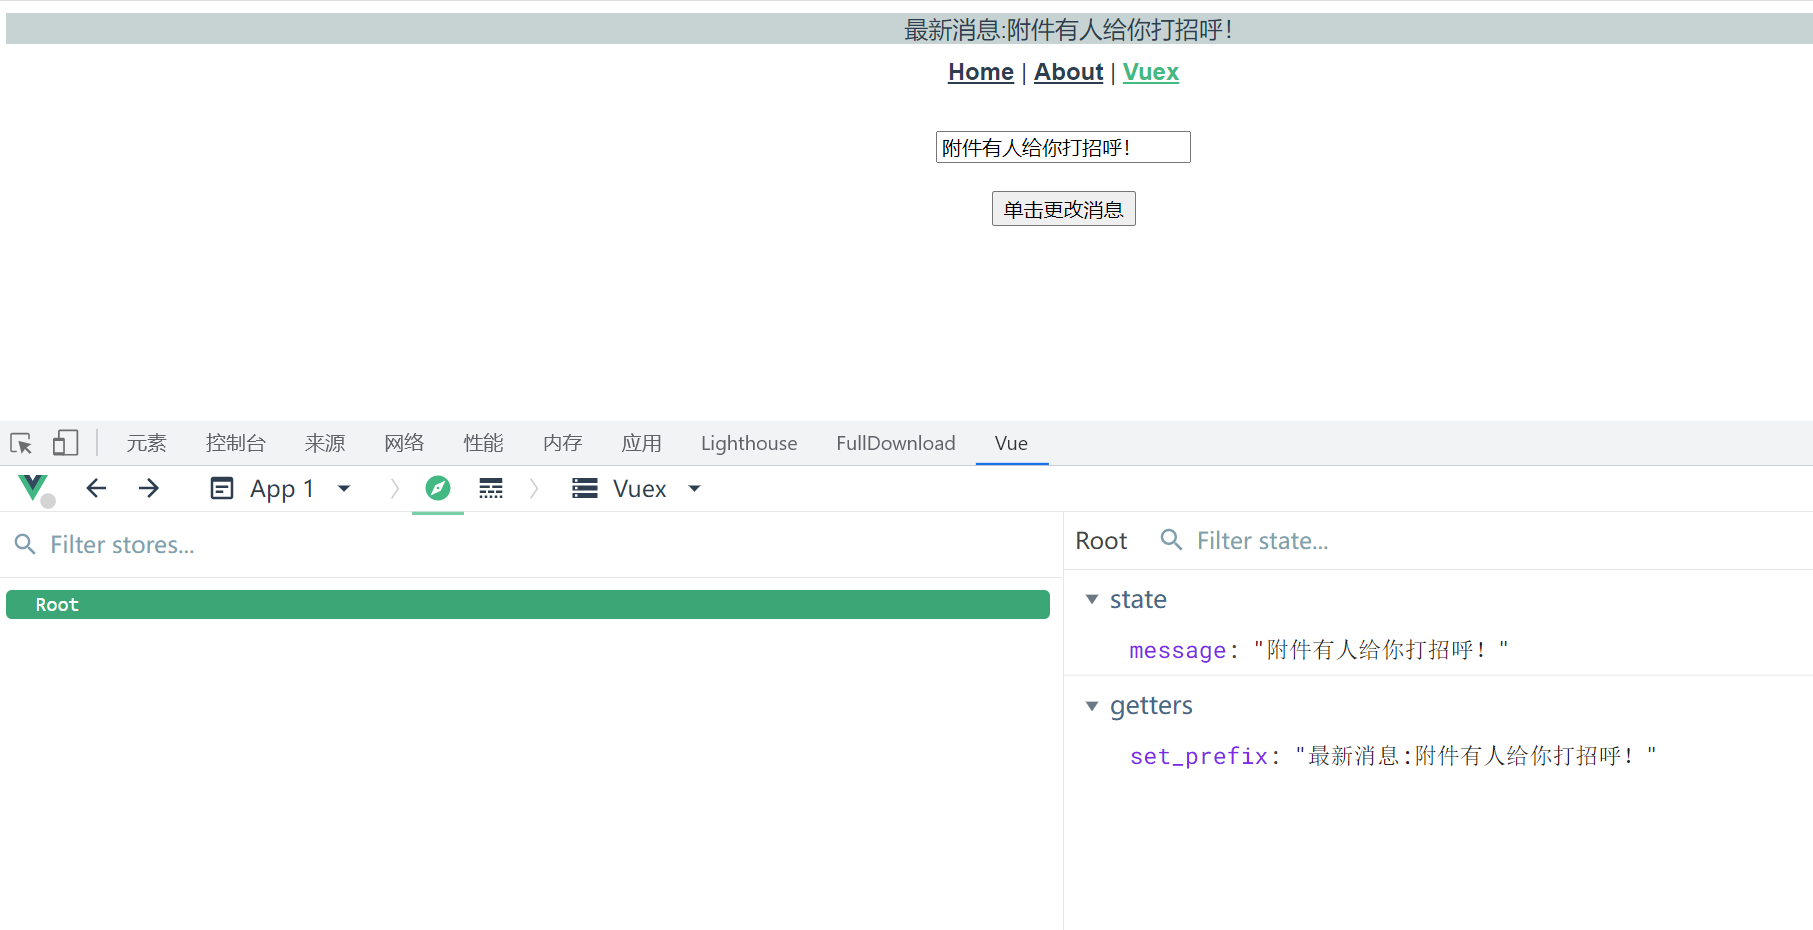 最新消息:附件有人给你打招呼！
Home | About | Vuex
附件有人给你打招呼！
单击更改消息
元素 控制台 来源 网络 性能 内存 应用 Lighthouse FullDownload Vue
App 1 Vuex
Filter stores...
Root
Root Filter state...
state
message: "附件有人给你打招呼！"
getters
set_prefix: "最新消息:附件有人给你打招呼！"